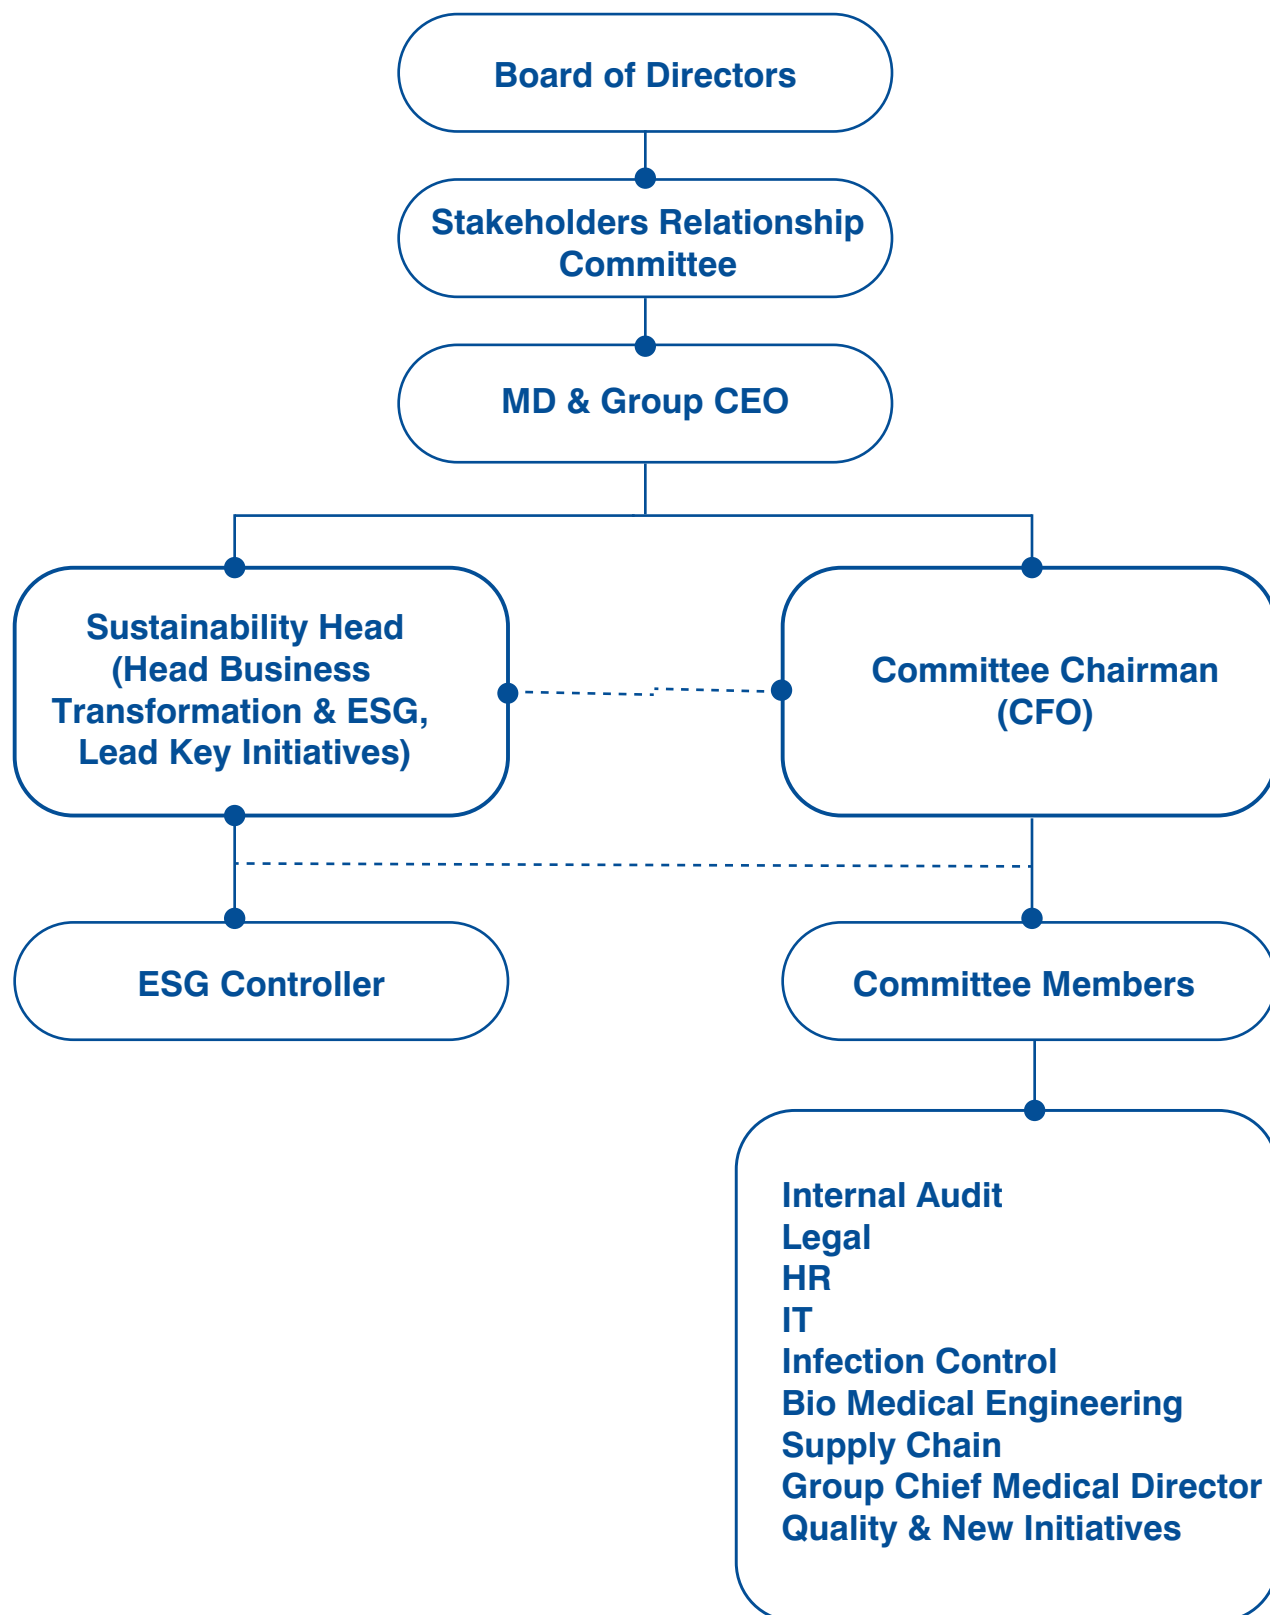 Board of Directors
Stakeholders Relationship
Committee
MD & Group CEO
Sustainability Head
(Head Business
Transformation & ESG,
Lead Key Initiatives)
Committee Chairman
(CFO)
ESG Controller
Committee Members
Internal Audit
Legal
HR
IT
Infection Control
Bio Medical Engineering
Supply Chain
Group Chief Medical Director
Quality & New Initiatives